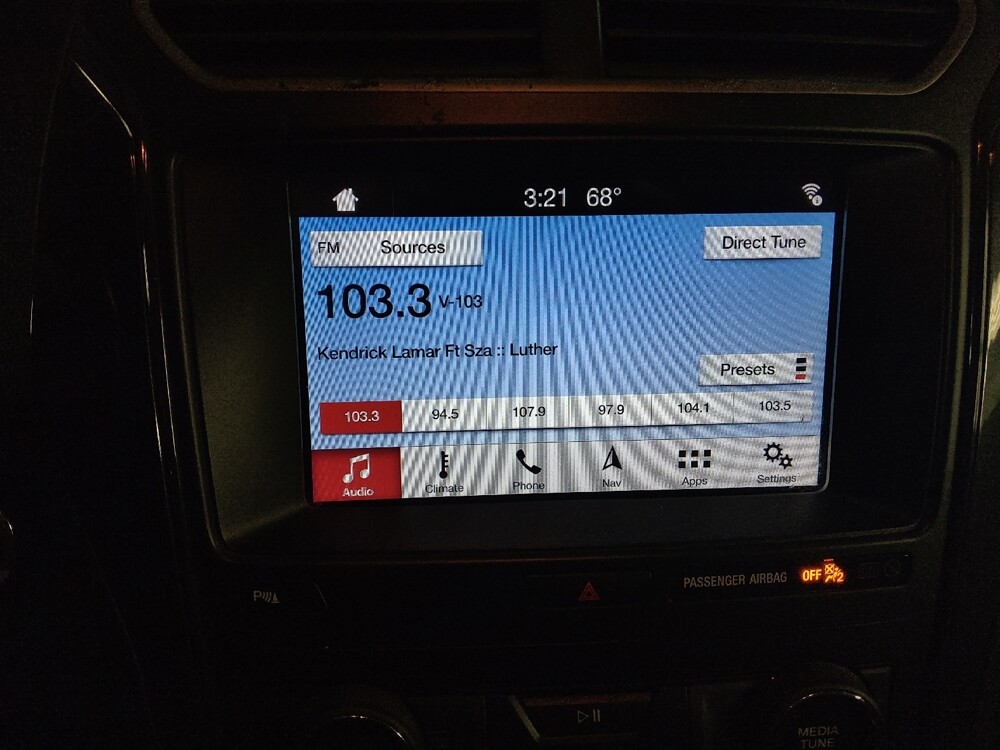 3:21 68°
FM Sources Direct Tune
103.3 V-103
Kendrick Lamar Ft Sza :: Luther
Presets
103.3 94.5 107.9 97.9 104.1 103.5
Audio Climate Phone Nav Apps Settings
PASSENGER AIRBAG OFF 2
P
MEDIA
TUNE